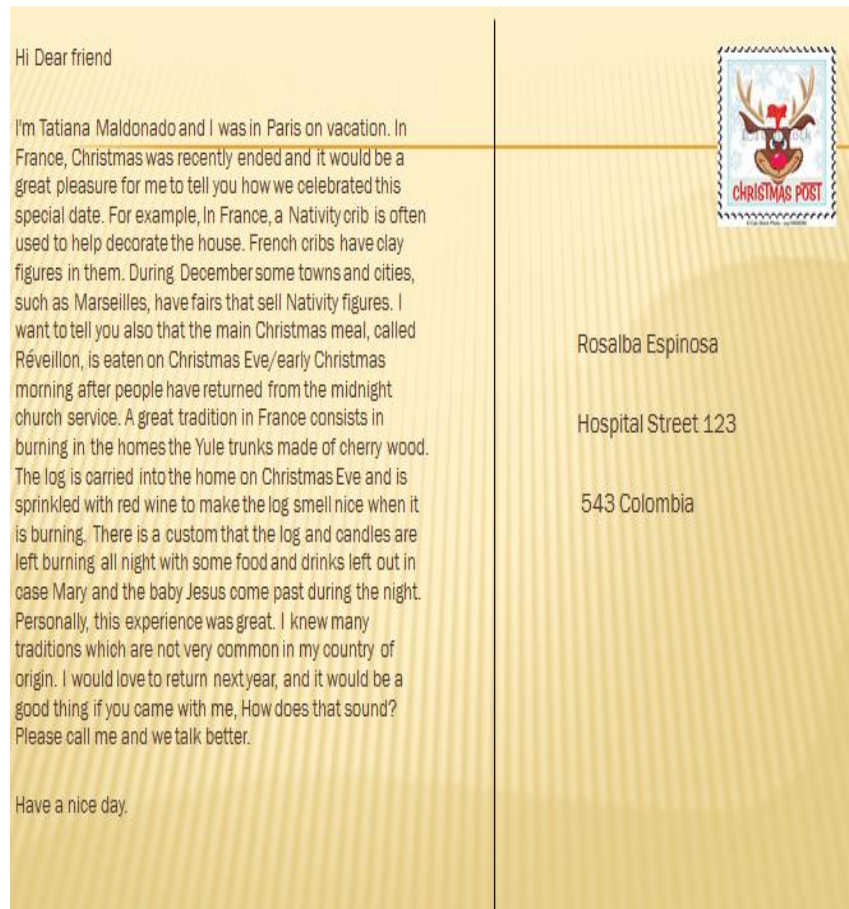 Hi Dear friend
I'm Tatiana Maldonado and I was in Paris on vacation. In
France, Christmas was recently ended and it would be a
great pleasure for me to tell you how we celebrated this
special date. For example, In France, a Nativity crib is often
used to help decorate the house. French cribs have clay
figures in them. During December some towns and cities,
such as Marseilles, have fairs that sell Nativity figures. I
want to tell you also that the main Christmas meal, called
Réveillon, is eaten on Christmas Eve/early Christmas
morning after people have returned from the midnight
church service. A great tradition in France consists in
burning in the homes the Yule trunks made of cherry wood.
The log is carried into the home on Christmas Eve and is
sprinkled with red wine to make the log smell nice when it
is burning. There is a custom that the log and candles are
left burning all night with some food and drinks left out in
case Mary and the baby Jesus come past during the night.
Personally, this experience was great. I knew many
traditions which are not very common in my country of
origin. I would love to return next year, and it would be a
good thing if you came with me, How does that sound?
Please call me and we talk better.
Have a nice day.
CHRISTMAS POST
Rosalba Espinosa
Hospital Street 123
543 Colombia